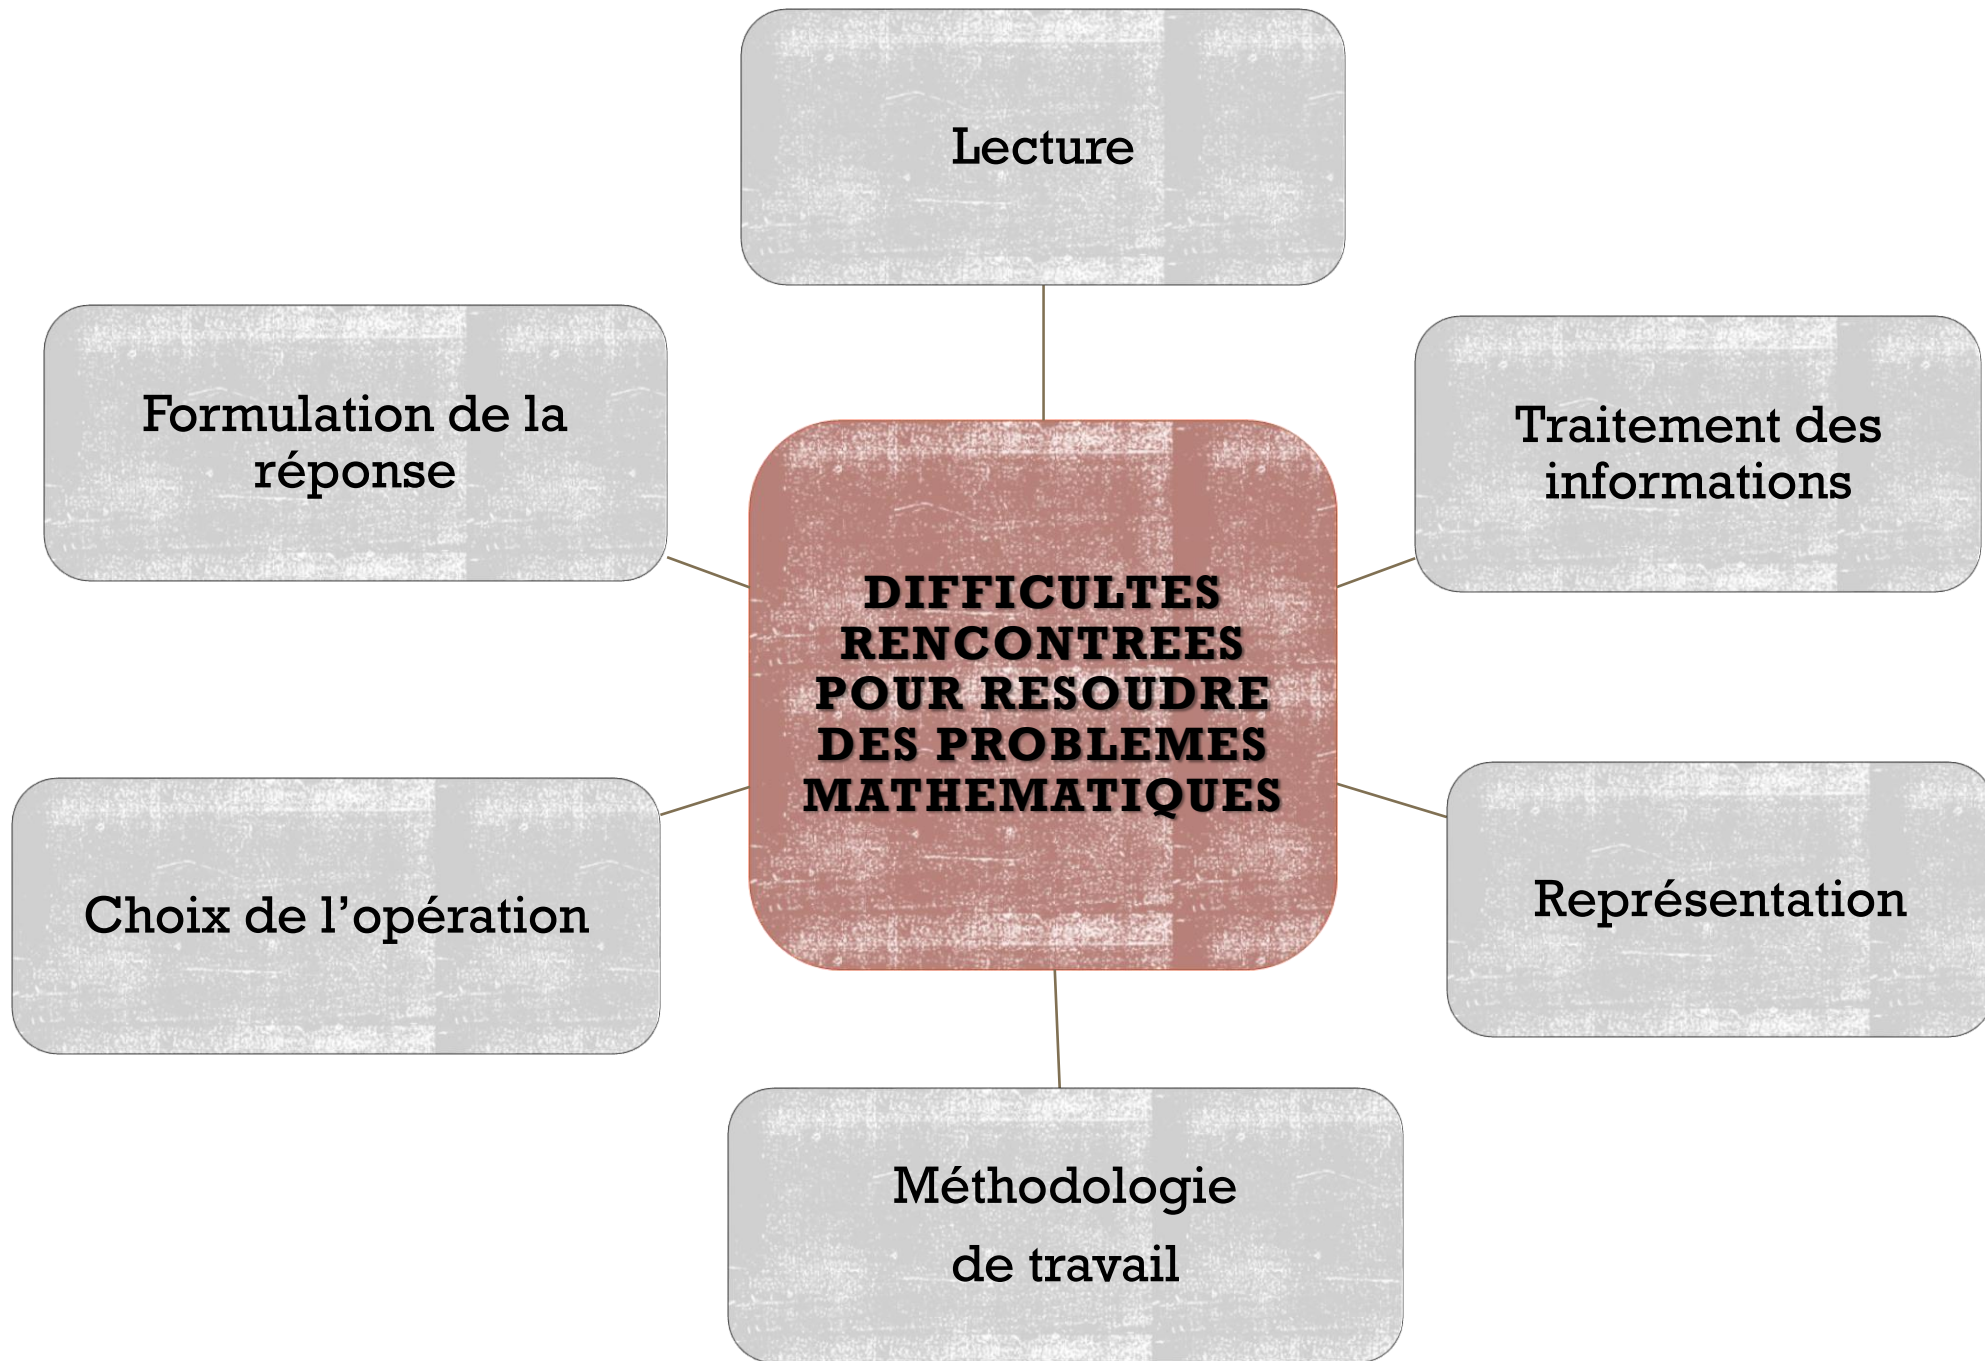 Lecture
Formulation de la
réponse
Traitement des
informations
DIFFICULTES
RENCONTREES
POUR RESOUDRE
DES PROBLEMES
MATHEMATIQUES
Choix de l’opération
Représentation
Méthodologie
de travail